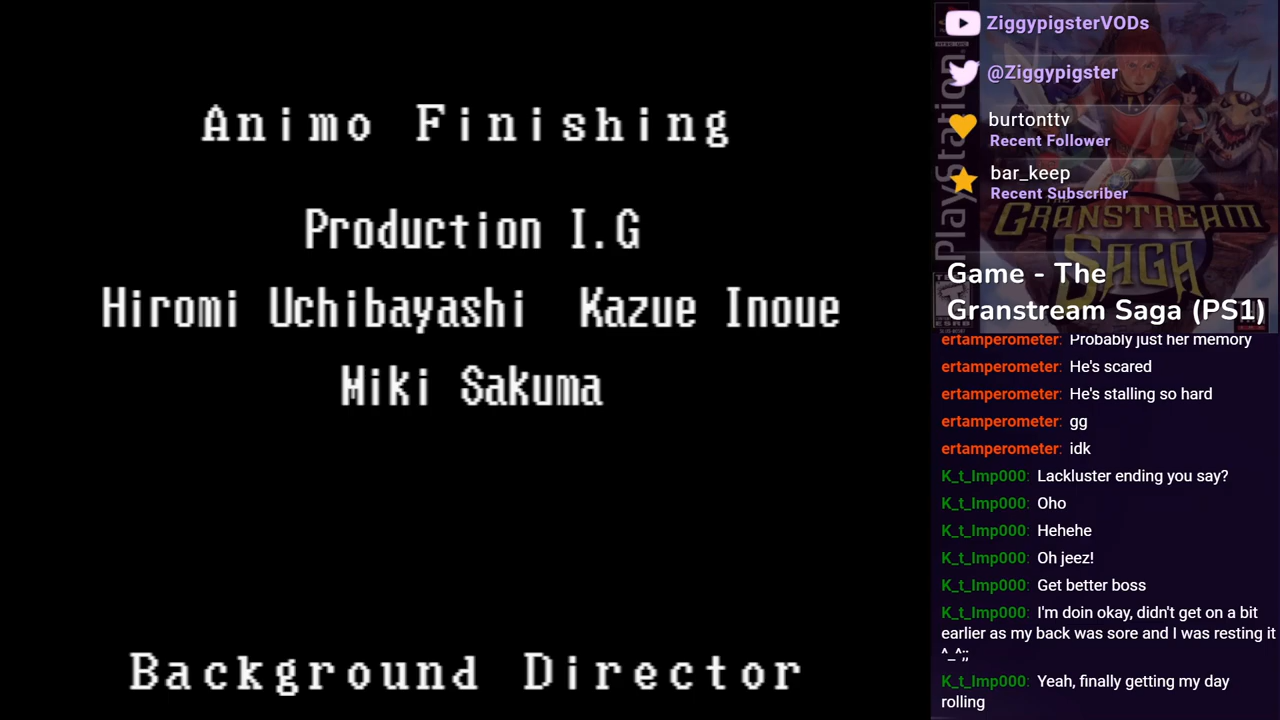 Animo Finishing
Production I.G
Hiromi Uchibayashi Kazue Inoue
Miki Sakuma
Background Director
ZiggypigsterVODs
@Ziggypigster
burtonttv
Recent Follower
bar_keep
Recent Subscriber
PlayStation
THE
GRANSTREAM
SAGA
Game - The
Granstream Saga (PS1)
ertamperometer: Probably just her memory
ertamperometer: He's scared
ertamperometer: He's stalling so hard
ertamperometer: gg
ertamperometer: idk
K_t_Imp000: Lackluster ending you say?
K_t_Imp000: Oho
K_t_Imp000: Hehehe
K_t_Imp000: Oh jeez!
K_t_Imp000: Get better boss
K_t_Imp000: I'm doin okay, didn't get on a bit
earlier as my back was sore and I was resting it
^_^;;
K_t_Imp000: Yeah, finally getting my day
rolling